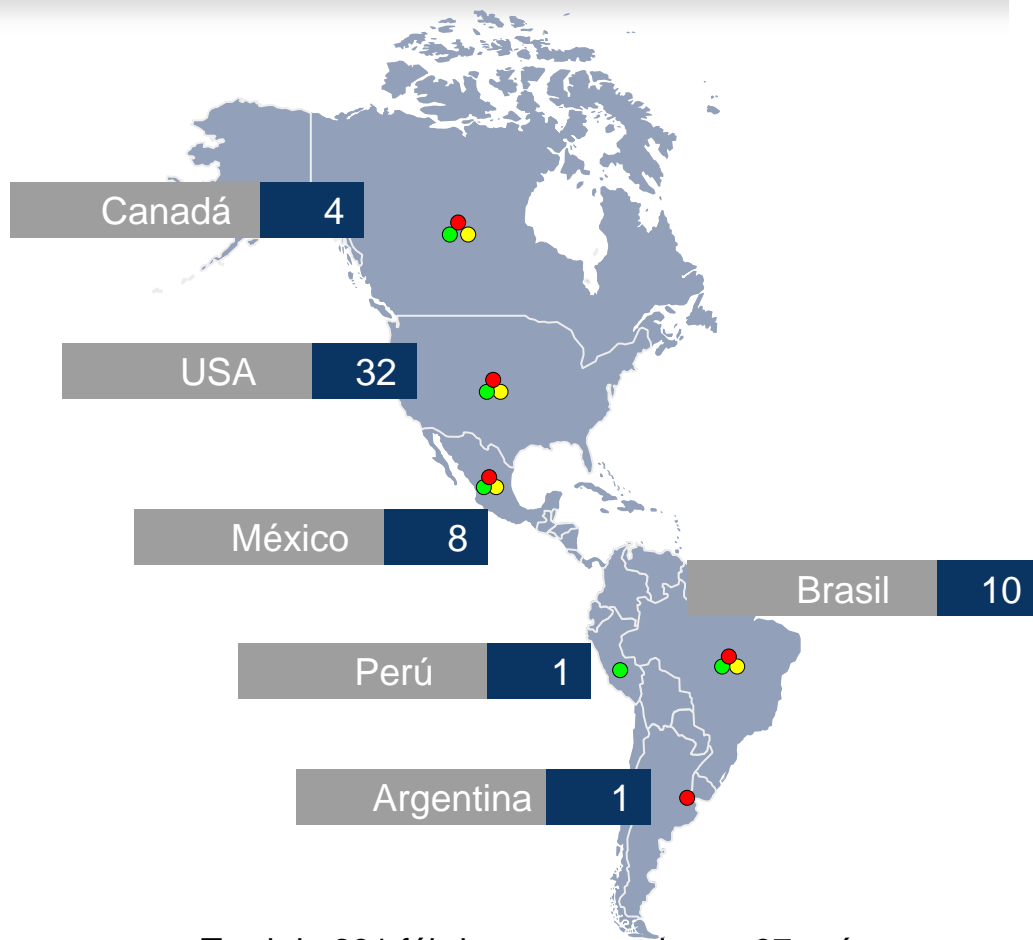 Canadá 4
USA 32
México 8
Brasil 10
Perú 1
Argentina 1